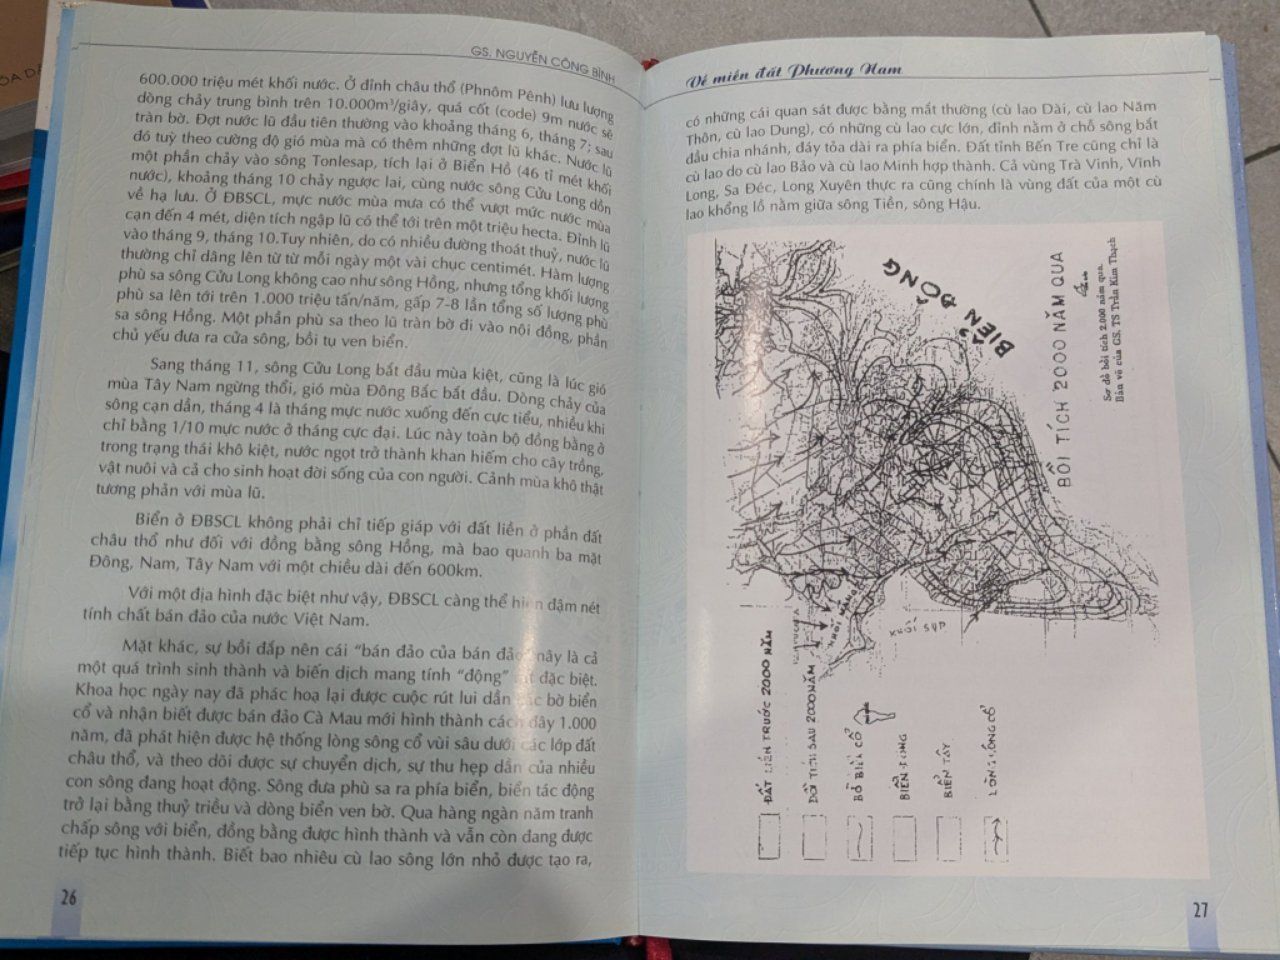 GS. NGUYỄN CÔNG BÌNH
600.000 triệu mét khối nước. Ở đỉnh châu thổ (Phnôm Pênh) lưu lượng
dòng chảy trung bình trên 10.000m³/giây, quá cốt (code) 9m nước sẽ
tràn bờ. Đợt nước lũ đầu tiên thường vào khoảng tháng 6, tháng 7; sau
đó tuỳ theo cường độ gió mùa mà có thêm những đợt lũ khác. Nước lũ
một phần chảy vào sông Tonlesap, tích lại ở Biển Hồ (46 tỉ mét khối
nước), khoảng tháng 10 chảy ngược lai, cùng nước sông Cửu Long dồn
về hạ lưu. Ở ĐBSCL, mực nước mùa mưa có thể vượt mức nước mùa
cạn đến 4 mét, diện tích ngập lũ có thể tới trên một triệu hecta. Đỉnh lũ
vào tháng 9, tháng 10.Tuy nhiên, do có nhiều đường thoát thuỷ, nước lũ
thường chỉ dâng lên từ từ mỗi ngày một vài chục centimét. Hàm lượng
phù sa sông Cửu Long không cao như sông Hồng, nhưng tổng khối lượng
phù sa lên tới trên 1.000 triệu tấn/năm, gấp 7-8 lần tổng số lượng phù
sa sông Hồng. Một phần phù sa theo lũ tràn bờ đi vào nội đồng, phần
chủ yếu đưa ra cửa sông, bồi tụ ven biển.
Sang tháng 11, sông Cửu Long bắt đầu mùa kiệt, cũng là lúc gió
mùa Tây Nam ngừng thổi, gió mùa Đông Bắc bắt đầu. Dòng chảy của
sông cạn dần, tháng 4 là tháng mực nước xuống đến cực tiểu, nhiều khi
chỉ bằng 1/10 mực nước ở tháng cực đại. Lúc này toàn bộ đồng bằng ở
trong trạng thái khô kiệt, nước ngọt trở thành khan hiếm cho cây trồng,
vật nuôi và cả cho sinh hoạt đời sống của con người. Cảnh mùa khô thật
tương phản với mùa lũ.
Biển ở ĐBSCL không phải chỉ tiếp giáp với đất liền ở phần đất
châu thổ như đối với đồng bằng sông Hồng, mà bao quanh ba mặt
Đông, Nam, Tây Nam với một chiều dài đến 600km.
Với một địa hình đặc biệt như vậy, ĐBSCL càng thể hiện đậm nét
tính chất bán đảo của nước Việt Nam.
Mặt khác, sự bồi đắp nên cái “bán đảo của bán đảo” này là cả
một quá trình sinh thành và biến dịch mang tính “động” rất đặc biệt.
Khoa học ngày nay đã phác hoạ lại được cuộc rút lui dần các bờ biển
cổ và nhận biết được bán đảo Cà Mau mới hình thành cách đây 1.000
năm, đã phát hiện được hệ thống lòng sông cổ vùi sâu dưới các lớp đất
châu thổ, và theo dõi được sự chuyển dịch, sự thu hẹp dần của nhiều
con sông đang hoạt động. Sông đưa phù sa ra phía biển, biển tác động
trở lại bằng thuỷ triều và dòng biển ven bờ. Qua hàng ngàn năm tranh
chấp sông với biển, đồng bằng được hình thành và vẫn còn đang được
tiếp tục hình thành. Biết bao nhiêu cù lao sông lớn nhỏ được tạo ra,
26
Về miền đất Phương Nam
có những cái quan sát được bằng mắt thường (cù lao Dài, cù lao Năm
Thôn, cù lao Dung), có những cù lao cực lớn, đỉnh nằm ở chỗ sông bắt
đầu chia nhánh, đáy tỏa dài ra phía biển. Đất tỉnh Bến Tre cũng chỉ là
cù lao do cù lao Bảo và cù lao Minh hợp thành. Cả vùng Trà Vinh, Vĩnh
Long, Sa Đéc, Long Xuyên thực ra cũng chính là vùng đất của một cù
lao khổng lồ nằm giữa sông Tiền, sông Hậu.
BIỂN ĐÔNG
BỒI TÍCH 2000 NĂM QUA
Sơ đồ bồi tích 2.000 năm qua.
Bản vẽ của GS, TS Trần Kim Thạch
KHỐI SỤP
ĐẤT LIỀN TRƯỚC 2000 NĂM
BỒI TÍCH SAU 2000 NĂM
BỜ BIỂN CỔ
BIỂN ĐÔNG
BIỂN TÂY
LÒNG SÔNG CỔ
27